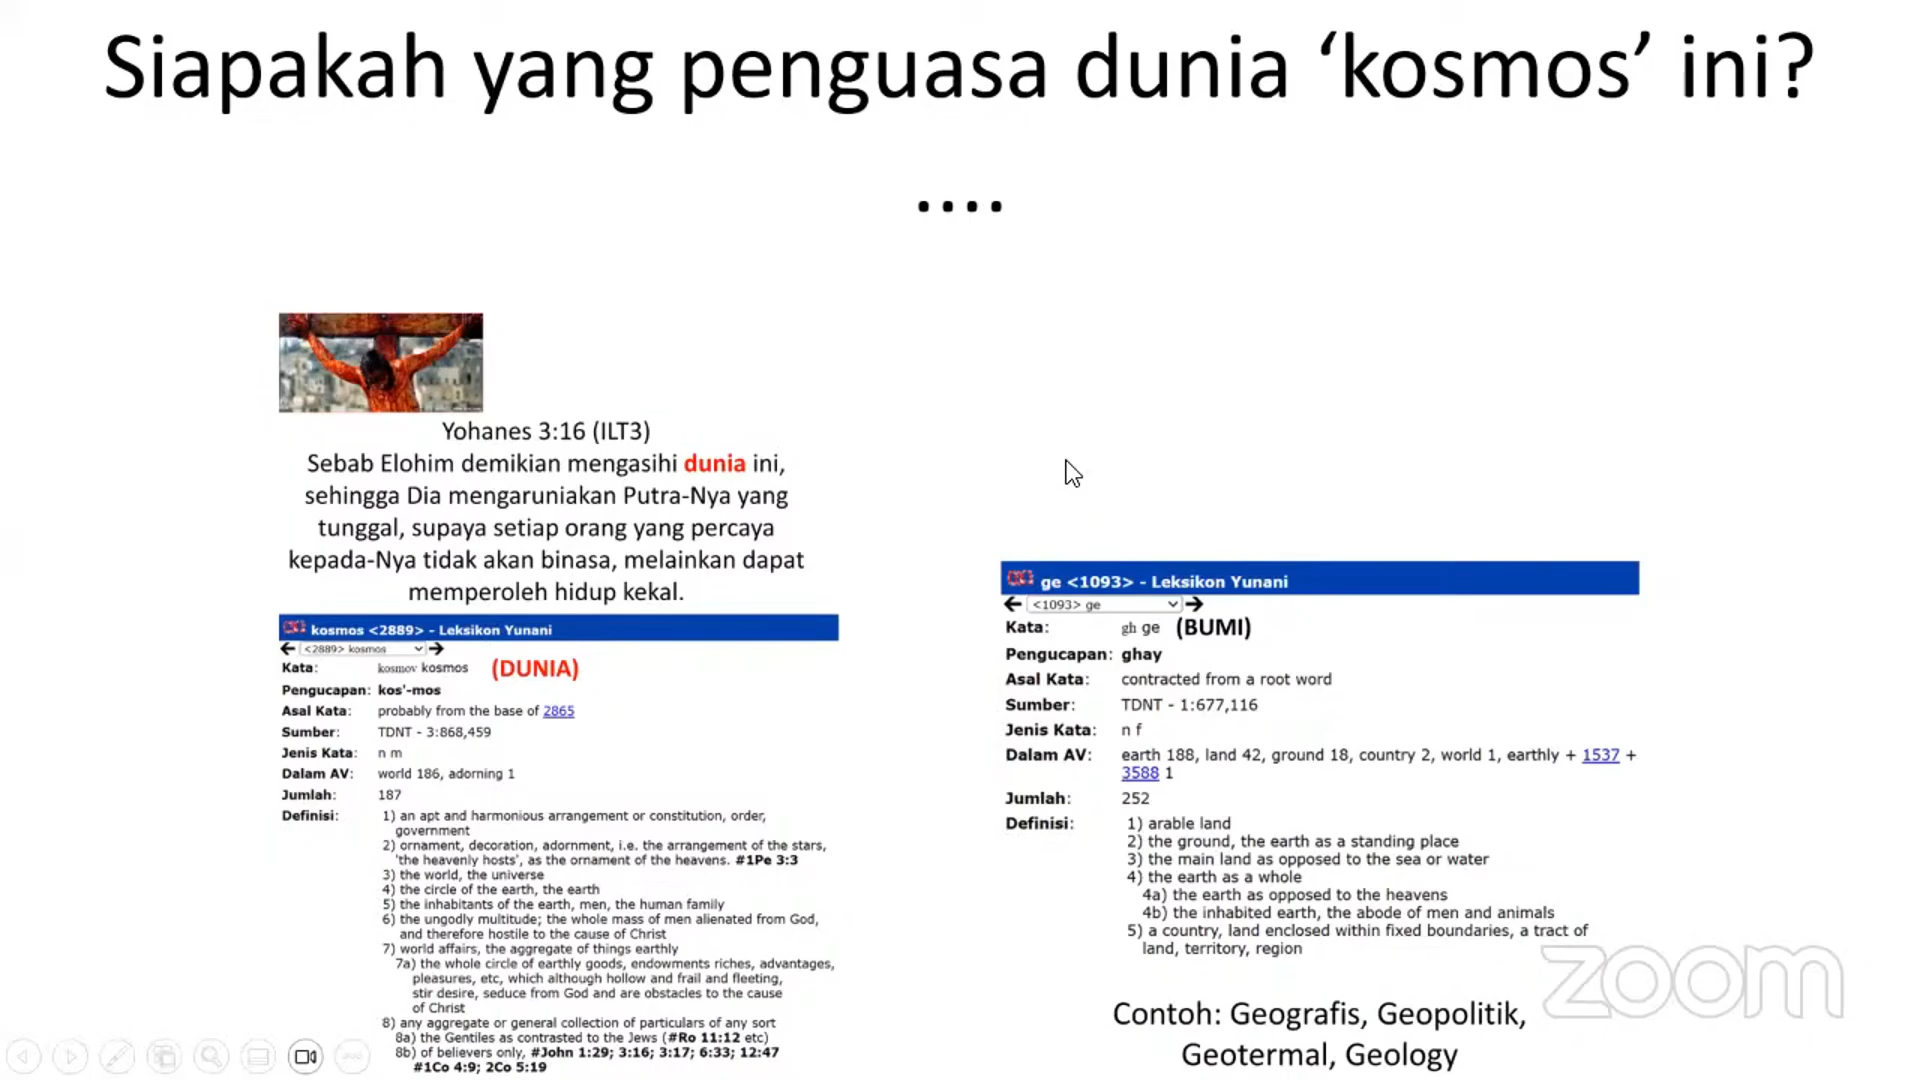 Siapakah yang penguasa dunia ‘kosmos’ ini?
....
Yohanes 3:16 (ILT3)
Sebab Elohim demikian mengasihi dunia ini,
sehingga Dia mengaruniakan Putra-Nya yang
tunggal, supaya setiap orang yang percaya
kepada-Nya tidak akan binasa, melainkan dapat
memperoleh hidup kekal.
kosmos <2889> - Leksikon Yunani
<2889> kosmos
Kata: kosmov kosmos (DUNIA)
Pengucapan: kos'-mos
Asal Kata: probably from the base of 2865
Sumber: TDNT - 3:868,459
Jenis Kata: n m
Dalam AV: world 186, adorning 1
Jumlah: 187
Definisi: 1) an apt and harmonious arrangement or constitution, order,
government
2) ornament, decoration, adornment, i.e. the arrangement of the stars,
'the heavenly hosts', as the ornament of the heavens. #1Pe 3:3
3) the world, the universe
4) the circle of the earth, the earth
5) the inhabitants of the earth, men, the human family
6) the ungodly multitude; the whole mass of men alienated from God,
and therefore hostile to the cause of Christ
7) world affairs, the aggregate of things earthly
7a) the whole circle of earthly goods, endowments riches, advantages,
pleasures, etc, which although hollow and frail and fleeting,
stir desire, seduce from God and are obstacles to the cause
of Christ
8) any aggregate or general collection of particulars of any sort
8a) the Gentiles as contrasted to the Jews (#Ro 11:12 etc)
8b) of believers only, #John 1:29; 3:16; 3:17; 6:33; 12:47
#1Co 4:9; 2Co 5:19
ge <1093> - Leksikon Yunani
<1093> ge
Kata: gh ge (BUMI)
Pengucapan: ghay
Asal Kata: contracted from a root word
Sumber: TDNT - 1:677,116
Jenis Kata: n f
Dalam AV: earth 188, land 42, ground 18, country 2, world 1, earthly + 1537 +
3588 1
Jumlah: 252
Definisi: 1) arable land
2) the ground, the earth as a standing place
3) the main land as opposed to the sea or water
4) the earth as a whole
4a) the earth as opposed to the heavens
4b) the inhabited earth, the abode of men and animals
5) a country, land enclosed within fixed boundaries, a tract of
land, territory, region
Contoh: Geografis, Geopolitik,
Geotermal, Geology
zoom